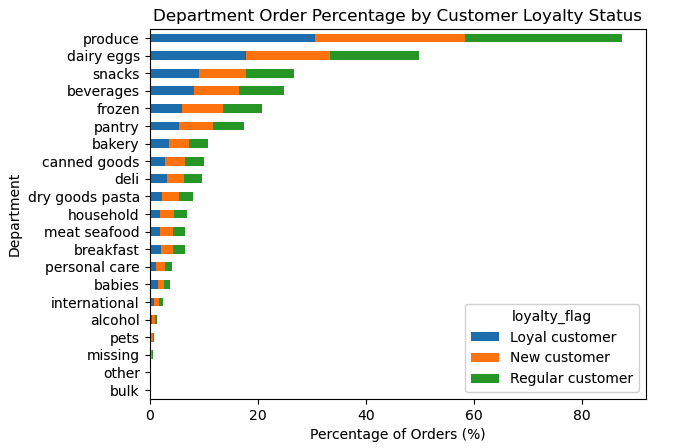 Department Order Percentage by Customer Loyalty Status
Department
produce
dairy eggs
snacks
beverages
frozen
pantry
bakery
canned goods
deli
dry goods pasta
household
meat seafood
breakfast
personal care
babies
international
alcohol
pets
missing
other
bulk
loyalty_flag
Loyal customer
New customer
Regular customer
0 20 40 60 80
Percentage of Orders (%)